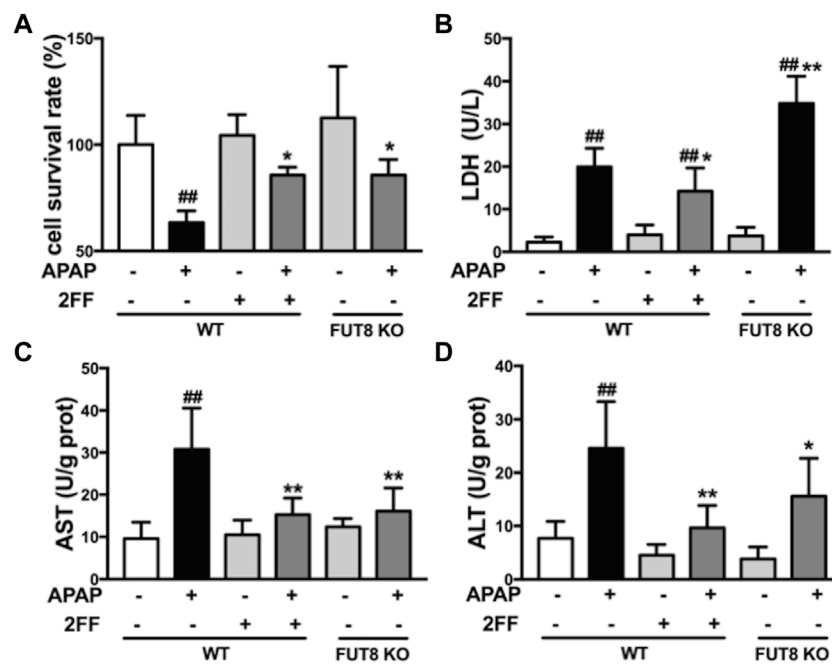 A
cell survival rate (%)
150
100
50
##
*
*
APAP - + - + - +
2FF - - + + - -
WT FUT8 KO
B
LDH (U/L)
50
40
30
20
10
0
##
##*
##**
APAP - + - + - +
2FF - - + + - -
WT FUT8 KO
C
AST (U/g prot)
50
40
30
20
10
0
##
**
**
APAP - + - + - +
2FF - - + + - -
WT FUT8 KO
D
ALT (U/g prot)
40
30
20
10
0
##
**
*
APAP - + - + - +
2FF - - + + - -
WT FUT8 KO